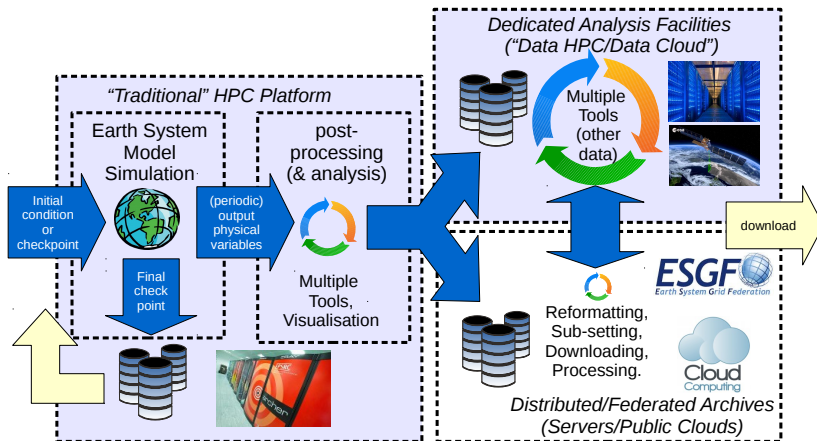 Dedicated Analysis Facilities
(“Data HPC/Data Cloud”)
Multiple
Tools
(other
data)
“Traditional” HPC Platform
Earth System
Model
Simulation
post-
processing
(& analysis)
Initial
condition
or
checkpoint
(periodic)
output
physical
variables
Final
check
point
Multiple
Tools,
Visualisation
archer
download
ESGF
Earth System Grid Federation
Reformatting,
Sub-setting,
Downloading,
Processing.
Cloud
Computing
Distributed/Federated Archives
(Servers/Public Clouds)